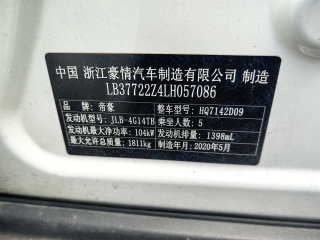 中国 浙江豪情汽车制造有限公司 制造
LB37722Z4LH057086
品牌：帝豪 整车型号：HQ7142D09
发动机型号：JLB-4G14TB 乘坐人数：5
发动机最大净功率：104kW 发动机排量：1398mL
最大允许总质量：1811kg 制造年月：2020年5月